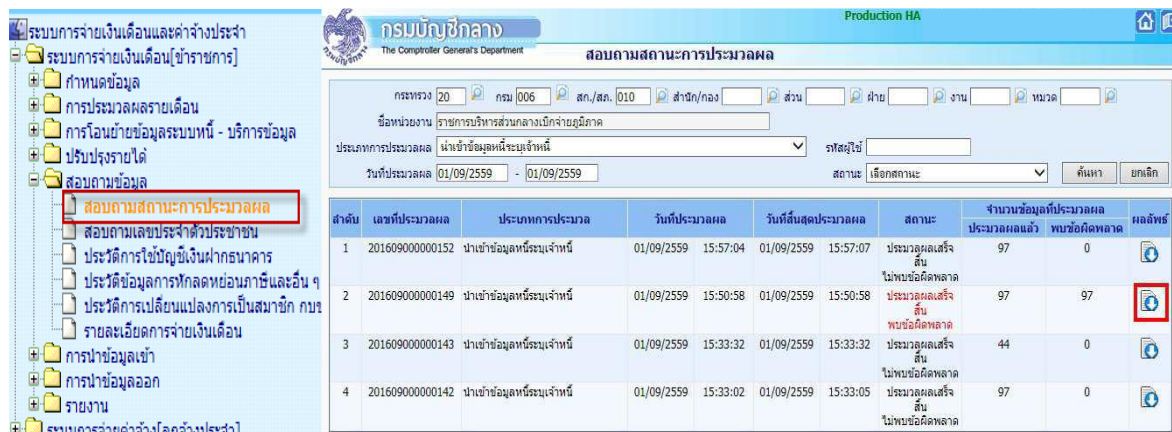 ระบบการจ่ายเงินเดือนและค่าจ้างประจำ
ระบบการจ่ายเงินเดือน[ข้าราชการ]
กำหนดข้อมูล
การประมวลผลรายเดือน
การโอนย้ายข้อมูลระบบหนี้ - บริการข้อมูล
ปรับปรุงรายได้
สอบถามข้อมูล
สอบถามสถานะการประมวลผล
สอบถามเลขประจำตัวประชาชน
ประวัติการใช้บัญชีเงินฝากธนาคาร
ประวัติข้อมูลการหักลดหย่อนภาษีและอื่น ๆ
ประวัติการเปลี่ยนแปลงการเป็นสมาชิก กบข
รายละเอียดการจ่ายเงินเดือน
การนำข้อมูลเข้า
การนำข้อมูลออก
รายงาน
ระบบการจ่ายค่าจ้าง[ลูกจ้างประจำ]
กรมบัญชีกลาง
The Comptroller General's Department
Production HA
สอบถามสถานะการประมวลผล
กระทรวง 20 กรม 006 สก./สภ. 010 สำนัก/กอง ส่วน ฝ่าย งาน หมวด
ชื่อหน่วยงาน ราชการบริหารส่วนกลางเบิกจ่ายภูมิภาค
ประเภทการประมวลผล นำเข้าข้อมูลหนี้ระบุเจ้าหนี้ รหัสผู้ใช้
วันที่ประมวลผล 01/09/2559 - 01/09/2559 สถานะ เลือกสถานะ ค้นหา ยกเลิก
ลำดับ เลขที่ประมวลผล ประเภทการประมวล วันที่ประมวลผล วันที่สิ้นสุดประมวลผล สถานะ จำนวนข้อมูลที่ประมวลผล ผลลัพธ์
ประมวลผลแล้ว พบข้อผิดพลาด
1 201609000000152 นำเข้าข้อมูลหนี้ระบุเจ้าหนี้ 01/09/2559 15:57:04 01/09/2559 15:57:07 ประมวลผลเสร็จ 97 0
สิ้น
ไม่พบข้อผิดพลาด
2 201609000000149 นำเข้าข้อมูลหนี้ระบุเจ้าหนี้ 01/09/2559 15:50:58 01/09/2559 15:50:58 ประมวลผลเสร็จ 97 97
สิ้น
พบข้อผิดพลาด
3 201609000000143 นำเข้าข้อมูลหนี้ระบุเจ้าหนี้ 01/09/2559 15:33:32 01/09/2559 15:33:32 ประมวลผลเสร็จ 44 0
สิ้น
ไม่พบข้อผิดพลาด
4 201609000000142 นำเข้าข้อมูลหนี้ระบุเจ้าหนี้ 01/09/2559 15:33:02 01/09/2559 15:33:05 ประมวลผลเสร็จ 97 0
สิ้น
ไม่พบข้อผิดพลาด